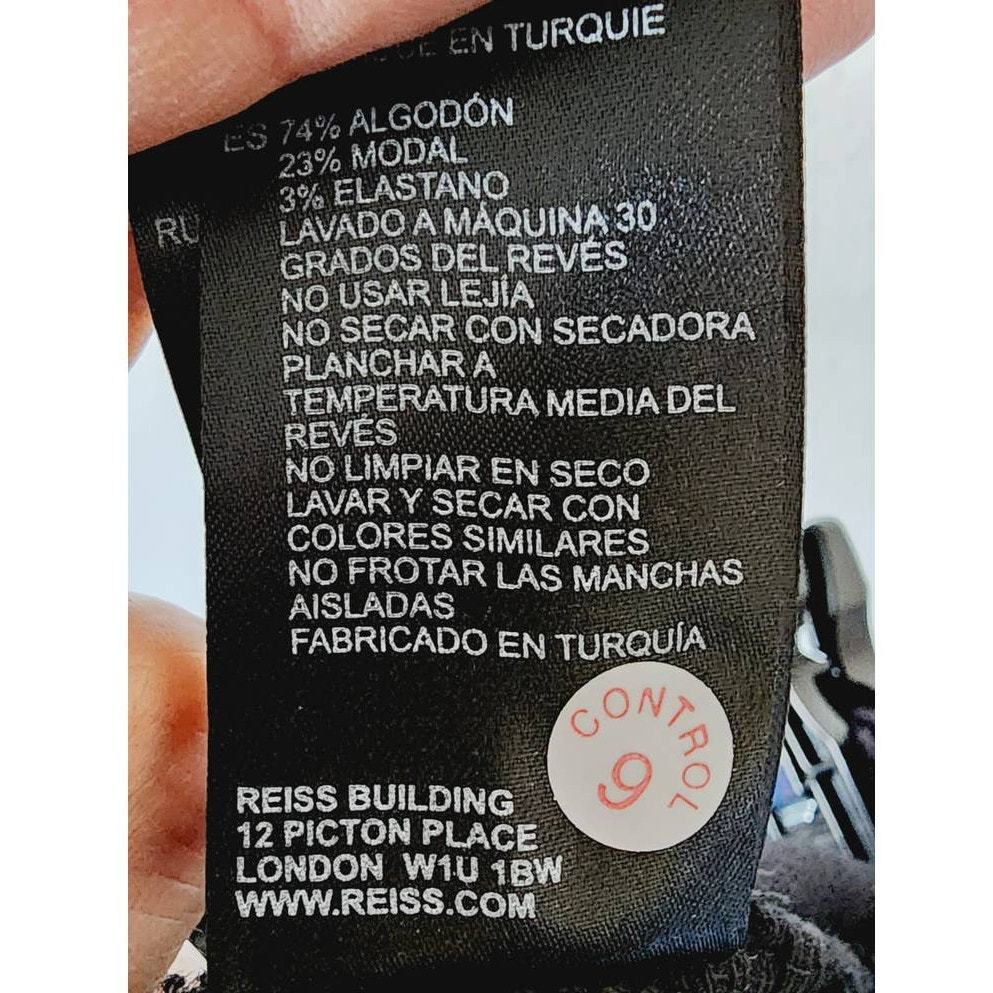 EN TURQUIE
ES 74% ALGODÓN
23% MODAL
3% ELASTANO
RU
LAVADO A MÁQUINA 30
GRADOS DEL REVÉS
NO USAR LEJÍA
NO SECAR CON SECADORA
PLANCHAR A
TEMPERATURA MEDIA DEL
REVÉS
NO LIMPIAR EN SECO
LAVAR Y SECAR CON
COLORES SIMILARES
NO FROTAR LAS MANCHAS
AISLADAS
FABRICADO EN TURQUÍA
CONTROL
9
REISS BUILDING
12 PICTON PLACE
LONDON W1U 1BW
WWW.REISS.COM